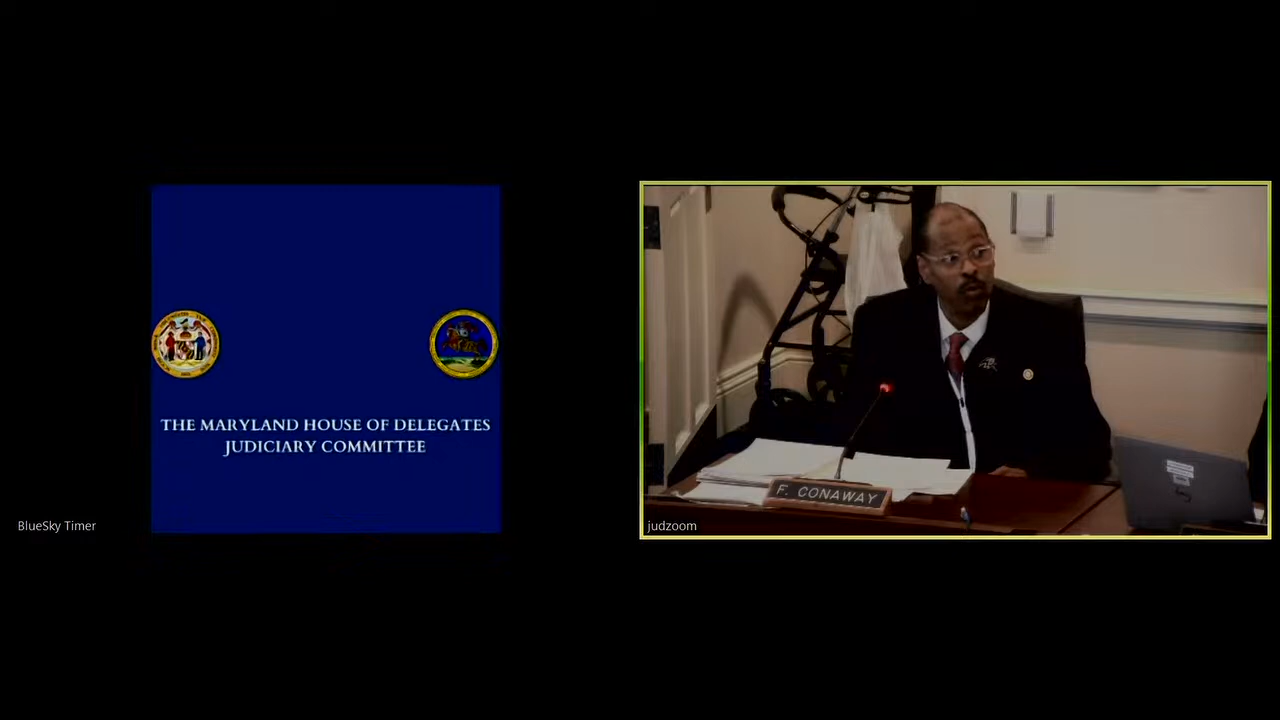 THE MARYLAND HOUSE OF DELEGATES
JUDICIARY COMMITTEE
BlueSky Timer
F. CONAWAY
judzoom